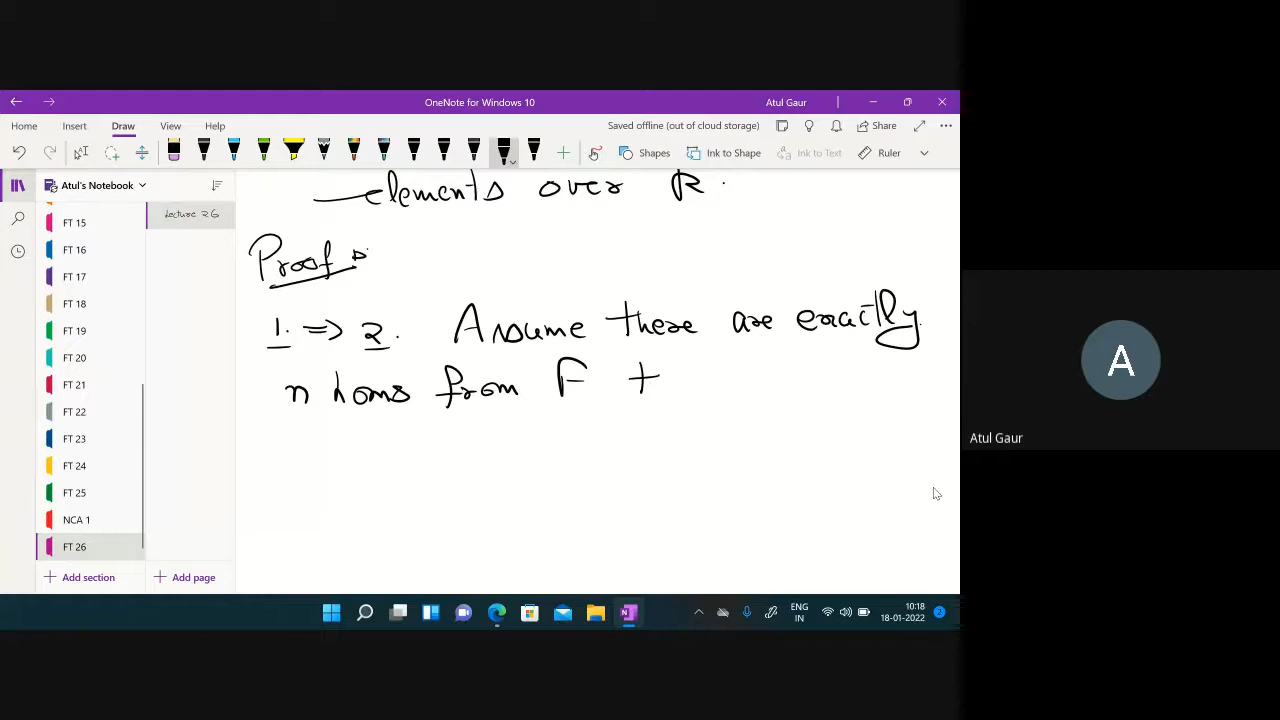 OneNote for Windows 10
Atul Gaur
Home Insert Draw View Help
Saved offline (out of cloud storage)
Share
Shapes
Ink to Shape
Ink to Text
Ruler
Atul's Notebook
FT 15
FT 16
FT 17
FT 18
FT 19
FT 20
FT 21
FT 22
FT 23
FT 24
FT 25
NCA 1
FT 26
Add section
Add page
Lecture 26
elements over R.
Proof
1. => 2. Assume there are exactly
n homs from F t
A
Atul Gaur
ENG
IN
10:18
18-01-2022
2